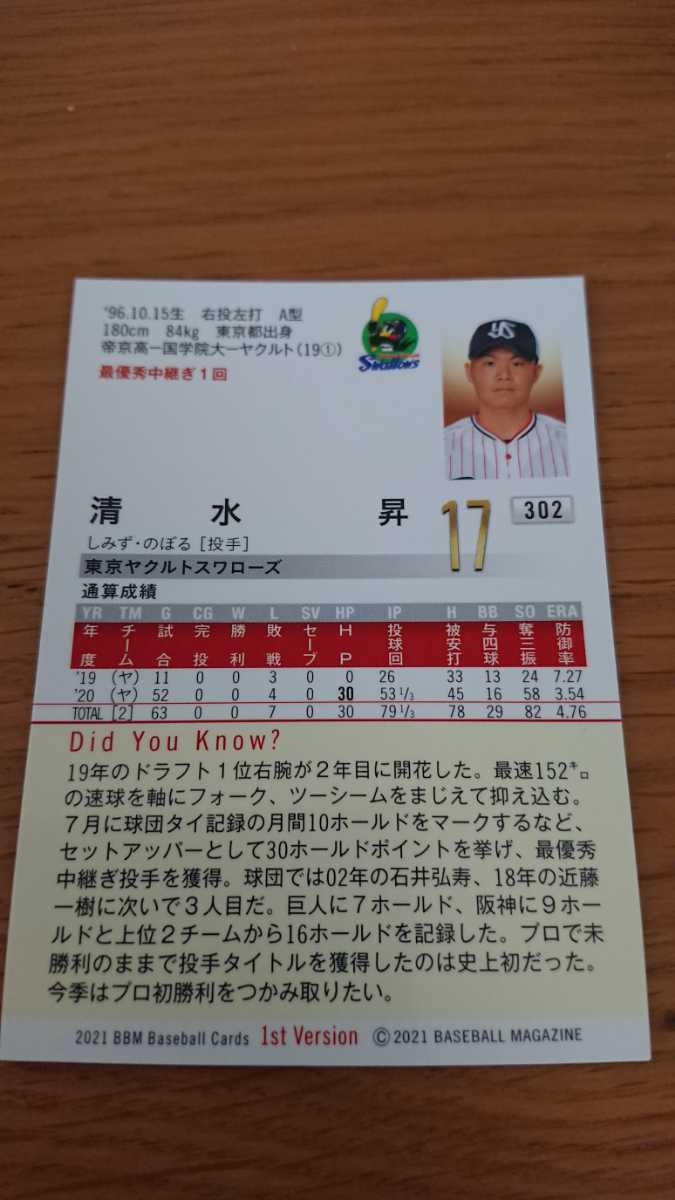 '96.10.15生 右投左打 A型
180cm 84kg 東京都出身
帝京高ー国学院大ーヤクルト(19①)
最優秀中継ぎ1回
Swallows
YS
清水 昇 17 302
しみず・のぼる[投手]
東京ヤクルトスワローズ
通算成績
YR TM G CG W L SV HP IP H BB SO ERA
年度 チーム 試合 完投 勝利 敗戦 セーブ HP 投球回 被安打 与四球 奪三振 防御率
'19 (ヤ) 11 0 0 3 0 0 26 33 13 24 7.27
'20 (ヤ) 52 0 0 4 0 30 53 1/3 45 16 58 3.54
TOTAL [2] 63 0 0 7 0 30 79 1/3 78 29 82 4.76
Did You Know?
19年のドラフト1位右腕が2年目に開花した。最速152㌔
の速球を軸にフォーク、ツーシームをまじえて抑え込む。
7月に球団タイ記録の月間10ホールドをマークするなど、
セットアッパーとして30ホールドポイントを挙げ、最優秀
中継ぎ投手を獲得。球団では02年の石井弘寿、18年の近藤
一樹に次いで3人目だ。巨人に7ホールド、阪神に9ホー
ルドと上位2チームから16ホールドを記録した。プロで未
勝利のままで投手タイトルを獲得したのは史上初だった。
今季はプロ初勝利をつかみ取りたい。
2021 BBM Baseball Cards 1st Version ©2021 BASEBALL MAGAZINE